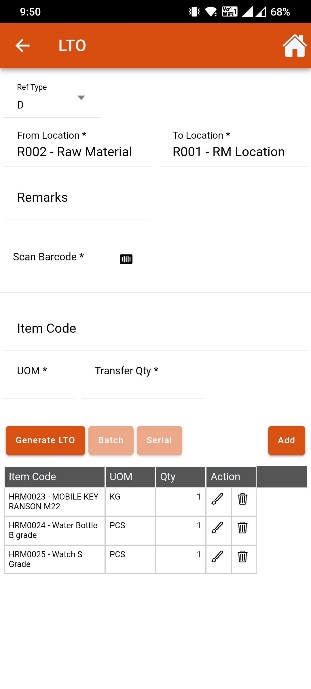 9:50
68%
LTO
Ref Type
D
From Location *
To Location *
R002 - Raw Material
R001 - RM Location
Remarks
Scan Barcode *
Item Code
UOM *
Transfer Qty *
Generate LTO
Batch
Serial
Add
Item Code UOM Qty Action
HRM0023 - MOBILE KEY KG 1
RANSON M22
HRM0024 - Water Bottle PCS 1
B grade
HRM0025 - Watch S PCS 1
Grade